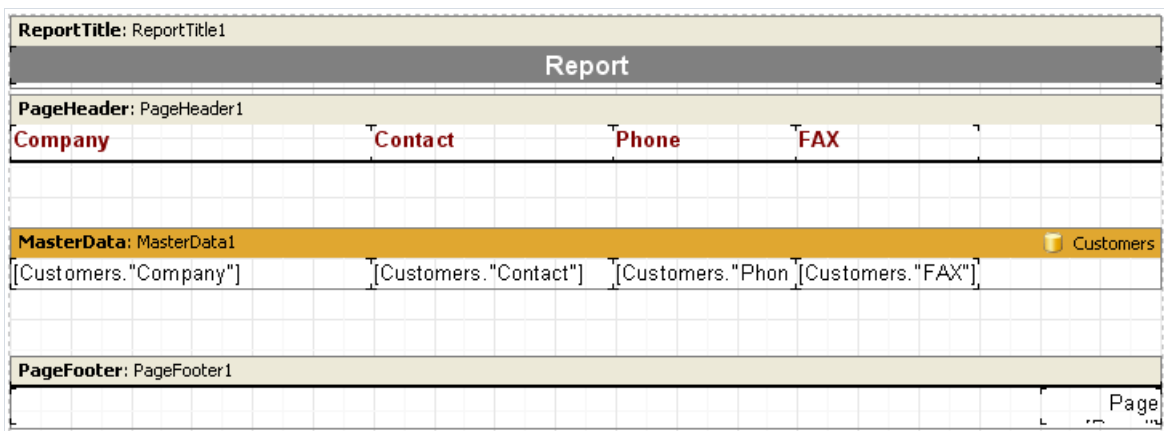 ReportTitle: ReportTitle1
Report
PageHeader: PageHeader1
Company Contact Phone FAX
MasterData: MasterData1 Customers
[Customers."Company"] [Customers."Contact"] [Customers."Phon [Customers."FAX"]
PageFooter: PageFooter1
Page